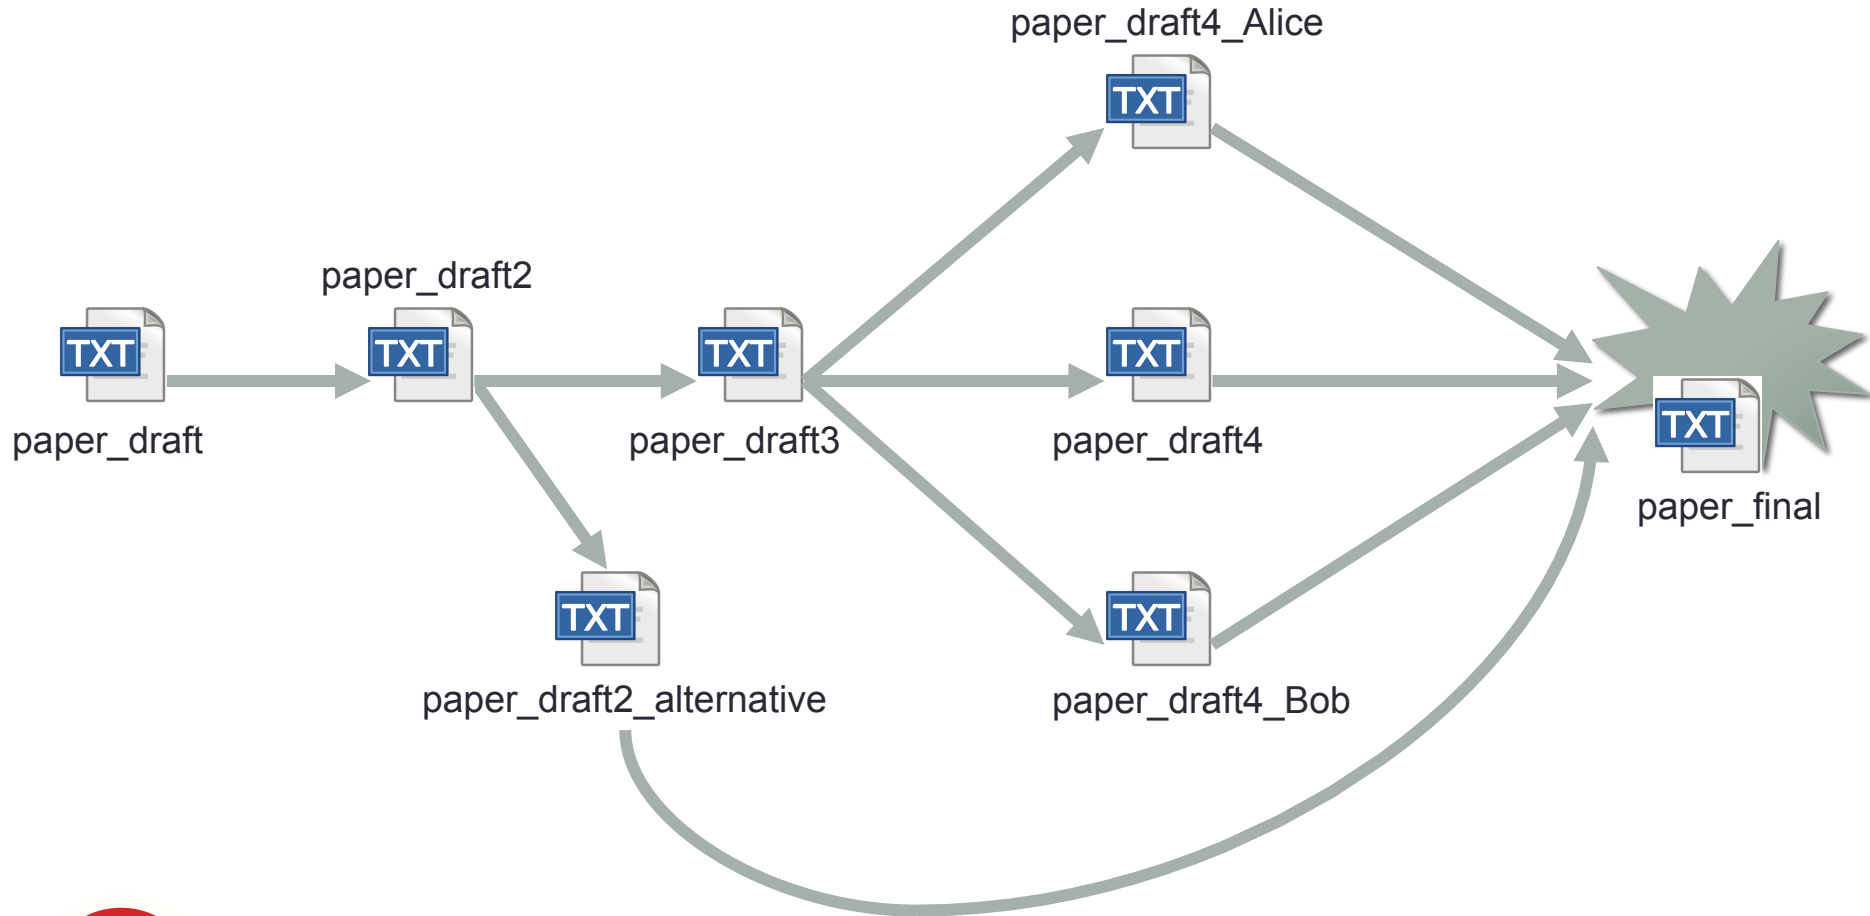 paper_draft4_Alice
TXT
paper_draft2
TXT
TXT
TXT
TXT
TXT
paper_draft
paper_draft3
paper_draft4
paper_final
TXT
TXT
paper_draft2_alternative
paper_draft4_Bob